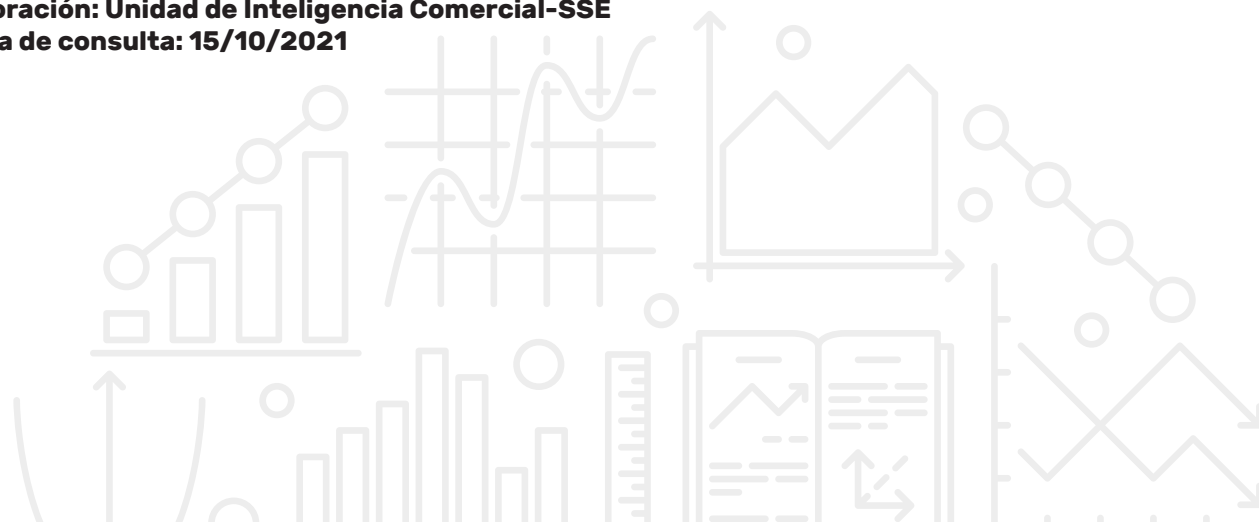 oración: Unidad de Inteligencia Comercial-SSE
a de consulta: 15/10/2021